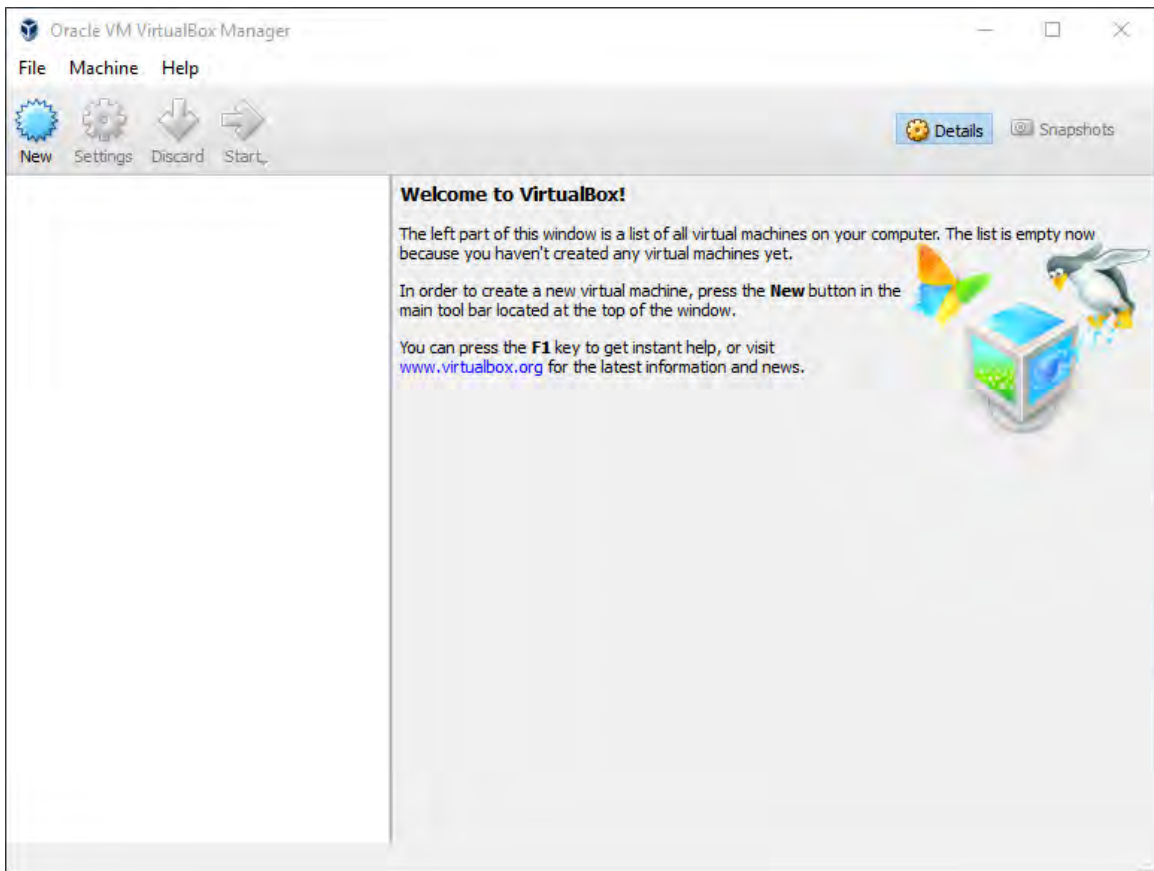 Oracle VM VirtualBox Manager
File Machine Help
New Settings Discard Start
Details Snapshots
Welcome to VirtualBox!
The left part of this window is a list of all virtual machines on your computer. The list is empty now
because you haven't created any virtual machines yet.
In order to create a new virtual machine, press the New button in the
main tool bar located at the top of the window.
You can press the F1 key to get instant help, or visit
www.virtualbox.org for the latest information and news.